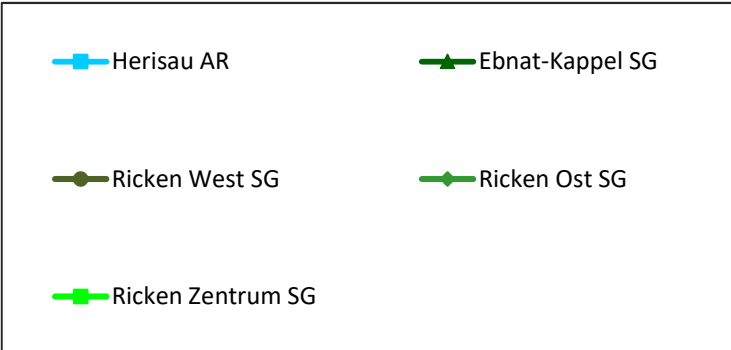 Herisau AR
Ebnat-Kappel SG
Ricken West SG
Ricken Ost SG
Ricken Zentrum SG